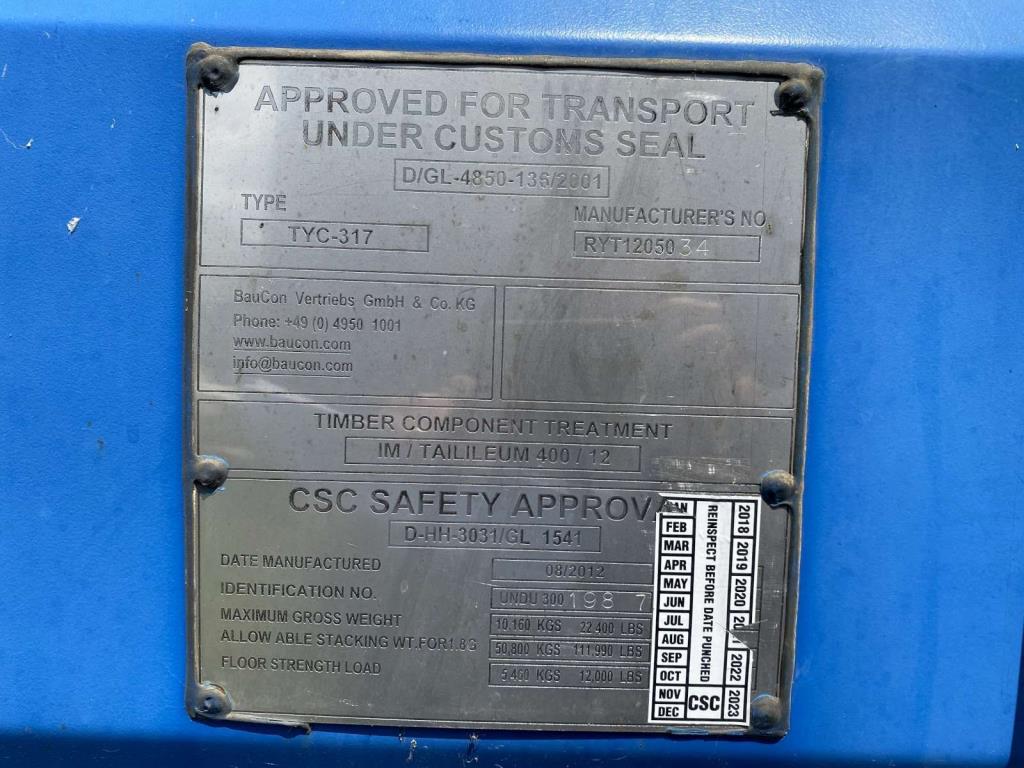 APPROVED FOR TRANSPORT
UNDER CUSTOMS SEAL
D/GL-4850-136/2001
TYPE
MANUFACTURER'S NO.
TYC-317
RYT1205034
BauCon Vertriebs GmbH & Co. KG
Phone: +49 (0) 4950 1001
www.baucon.com
info@baucon.com
TIMBER COMPONENT TREATMENT
IM / TAILILEUM 400 / 12
CSC SAFETY APPROVA
D-HH-3031/GL 1541
DATE MANUFACTURED 08/2012
IDENTIFICATION NO. UNDU 300198 7
MAXIMUM GROSS WEIGHT 10,160 KGS 22,400 LBS
ALLOW ABLE STACKING WT.FOR1.8G 50,800 KGS 111,990 LBS
FLOOR STRENGTH LOAD 5,460 KGS 12,000 LBS
FEB
MAR
APR
MAY
JUN
JUL
AUG
SEP
OCT
NOV
DEC
REINSPECT BEFORE DATE PUNCHED
CSC
2018
2019
2020
2022
2023